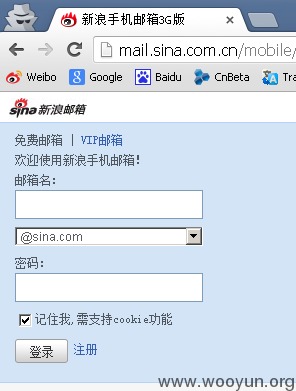 新浪手机邮箱3G版
mail.sina.com.cn/mobile/
Weibo Google Baidu CnBeta Tra
sina新浪邮箱
免费邮箱 | VIP邮箱
欢迎使用新浪手机邮箱!
邮箱名:
@sina.com
密码:
记住我,需支持cookie功能
登录 注册
www.wooyun.org